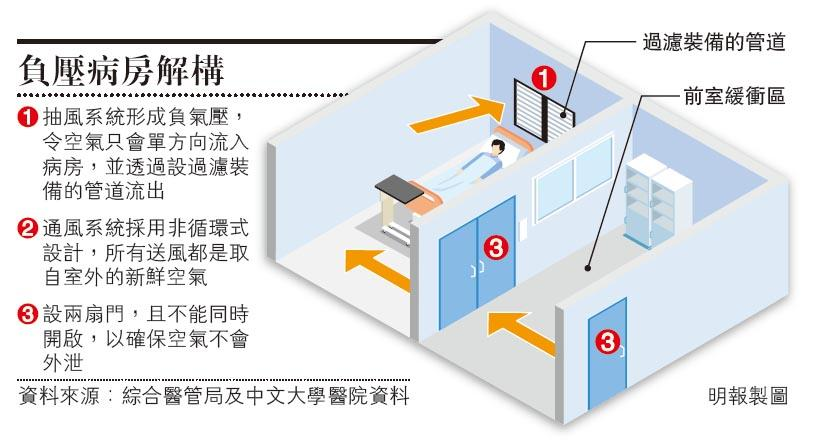 負壓病房解構
1 抽風系統形成負氣壓，
令空氣只會單方向流入
病房，並透過設過濾裝
備的管道流出
2 通風系統採用非循環式
設計，所有送風都是取
自室外的新鮮空氣
3 設兩扇門，且不能同時
開啟，以確保空氣不會
外泄
資料來源：綜合醫管局及中文大學醫院資料
過濾裝備的管道
前室緩衝區
1
3
3
明報製圖